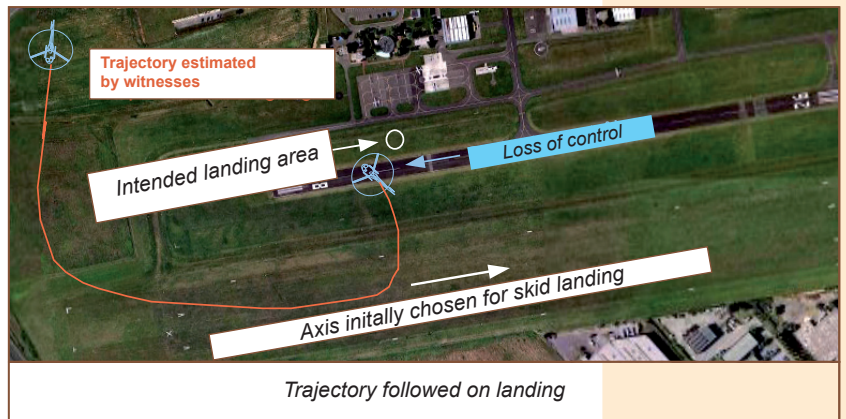 Trajectory estimated
by witnesses
Intended landing area
Loss of control
Axis initally chosen for skid landing
Trajectory followed on landing